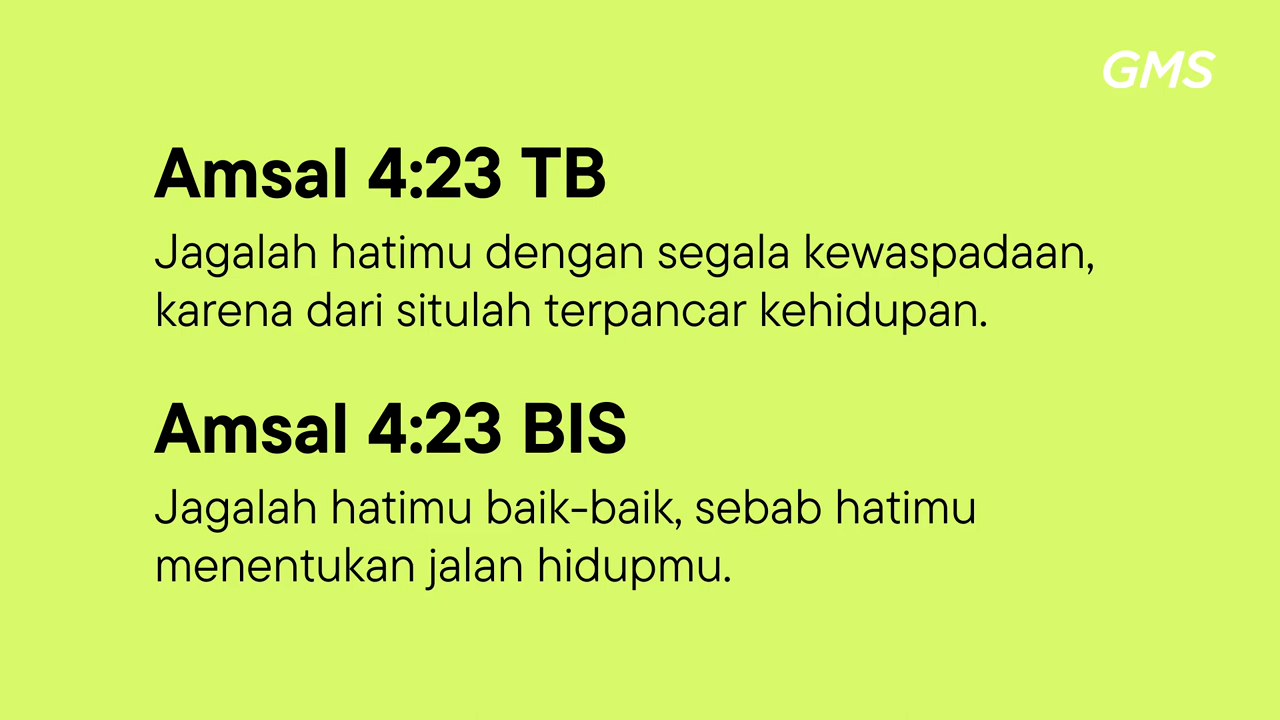 GMS
Amsal 4:23 TB
Jagalah hatimu dengan segala kewaspadaan,
karena dari situlah terpancar kehidupan.
Amsal 4:23 BIS
Jagalah hatimu baik-baik, sebab hatimu
menentukan jalan hidupmu.